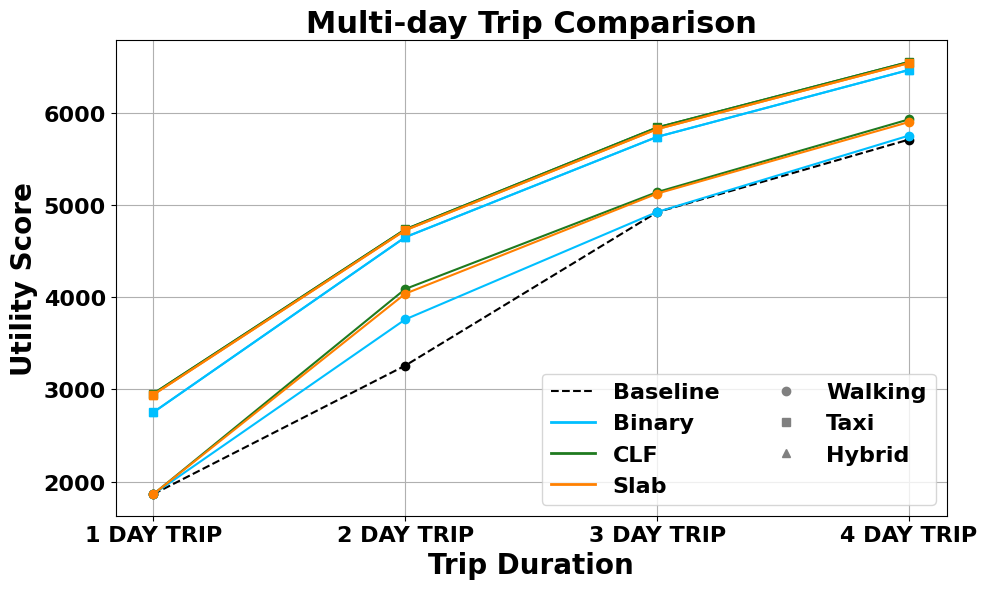 Multi-day Trip Comparison
Utility Score
6000
5000
4000
3000
2000
Baseline
Binary
CLF
Slab
Walking
Taxi
Hybrid
1 DAY TRIP
2 DAY TRIP
3 DAY TRIP
4 DAY TRIP
Trip Duration